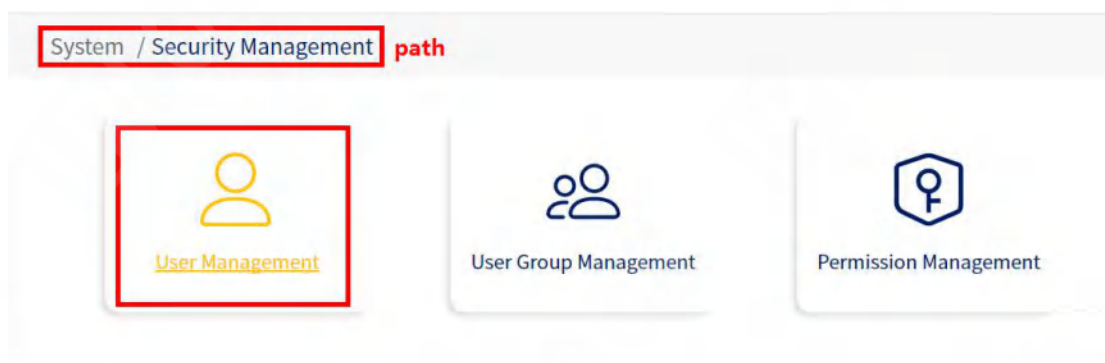 System / Security Management path
User Management
User Group Management
Permission Management